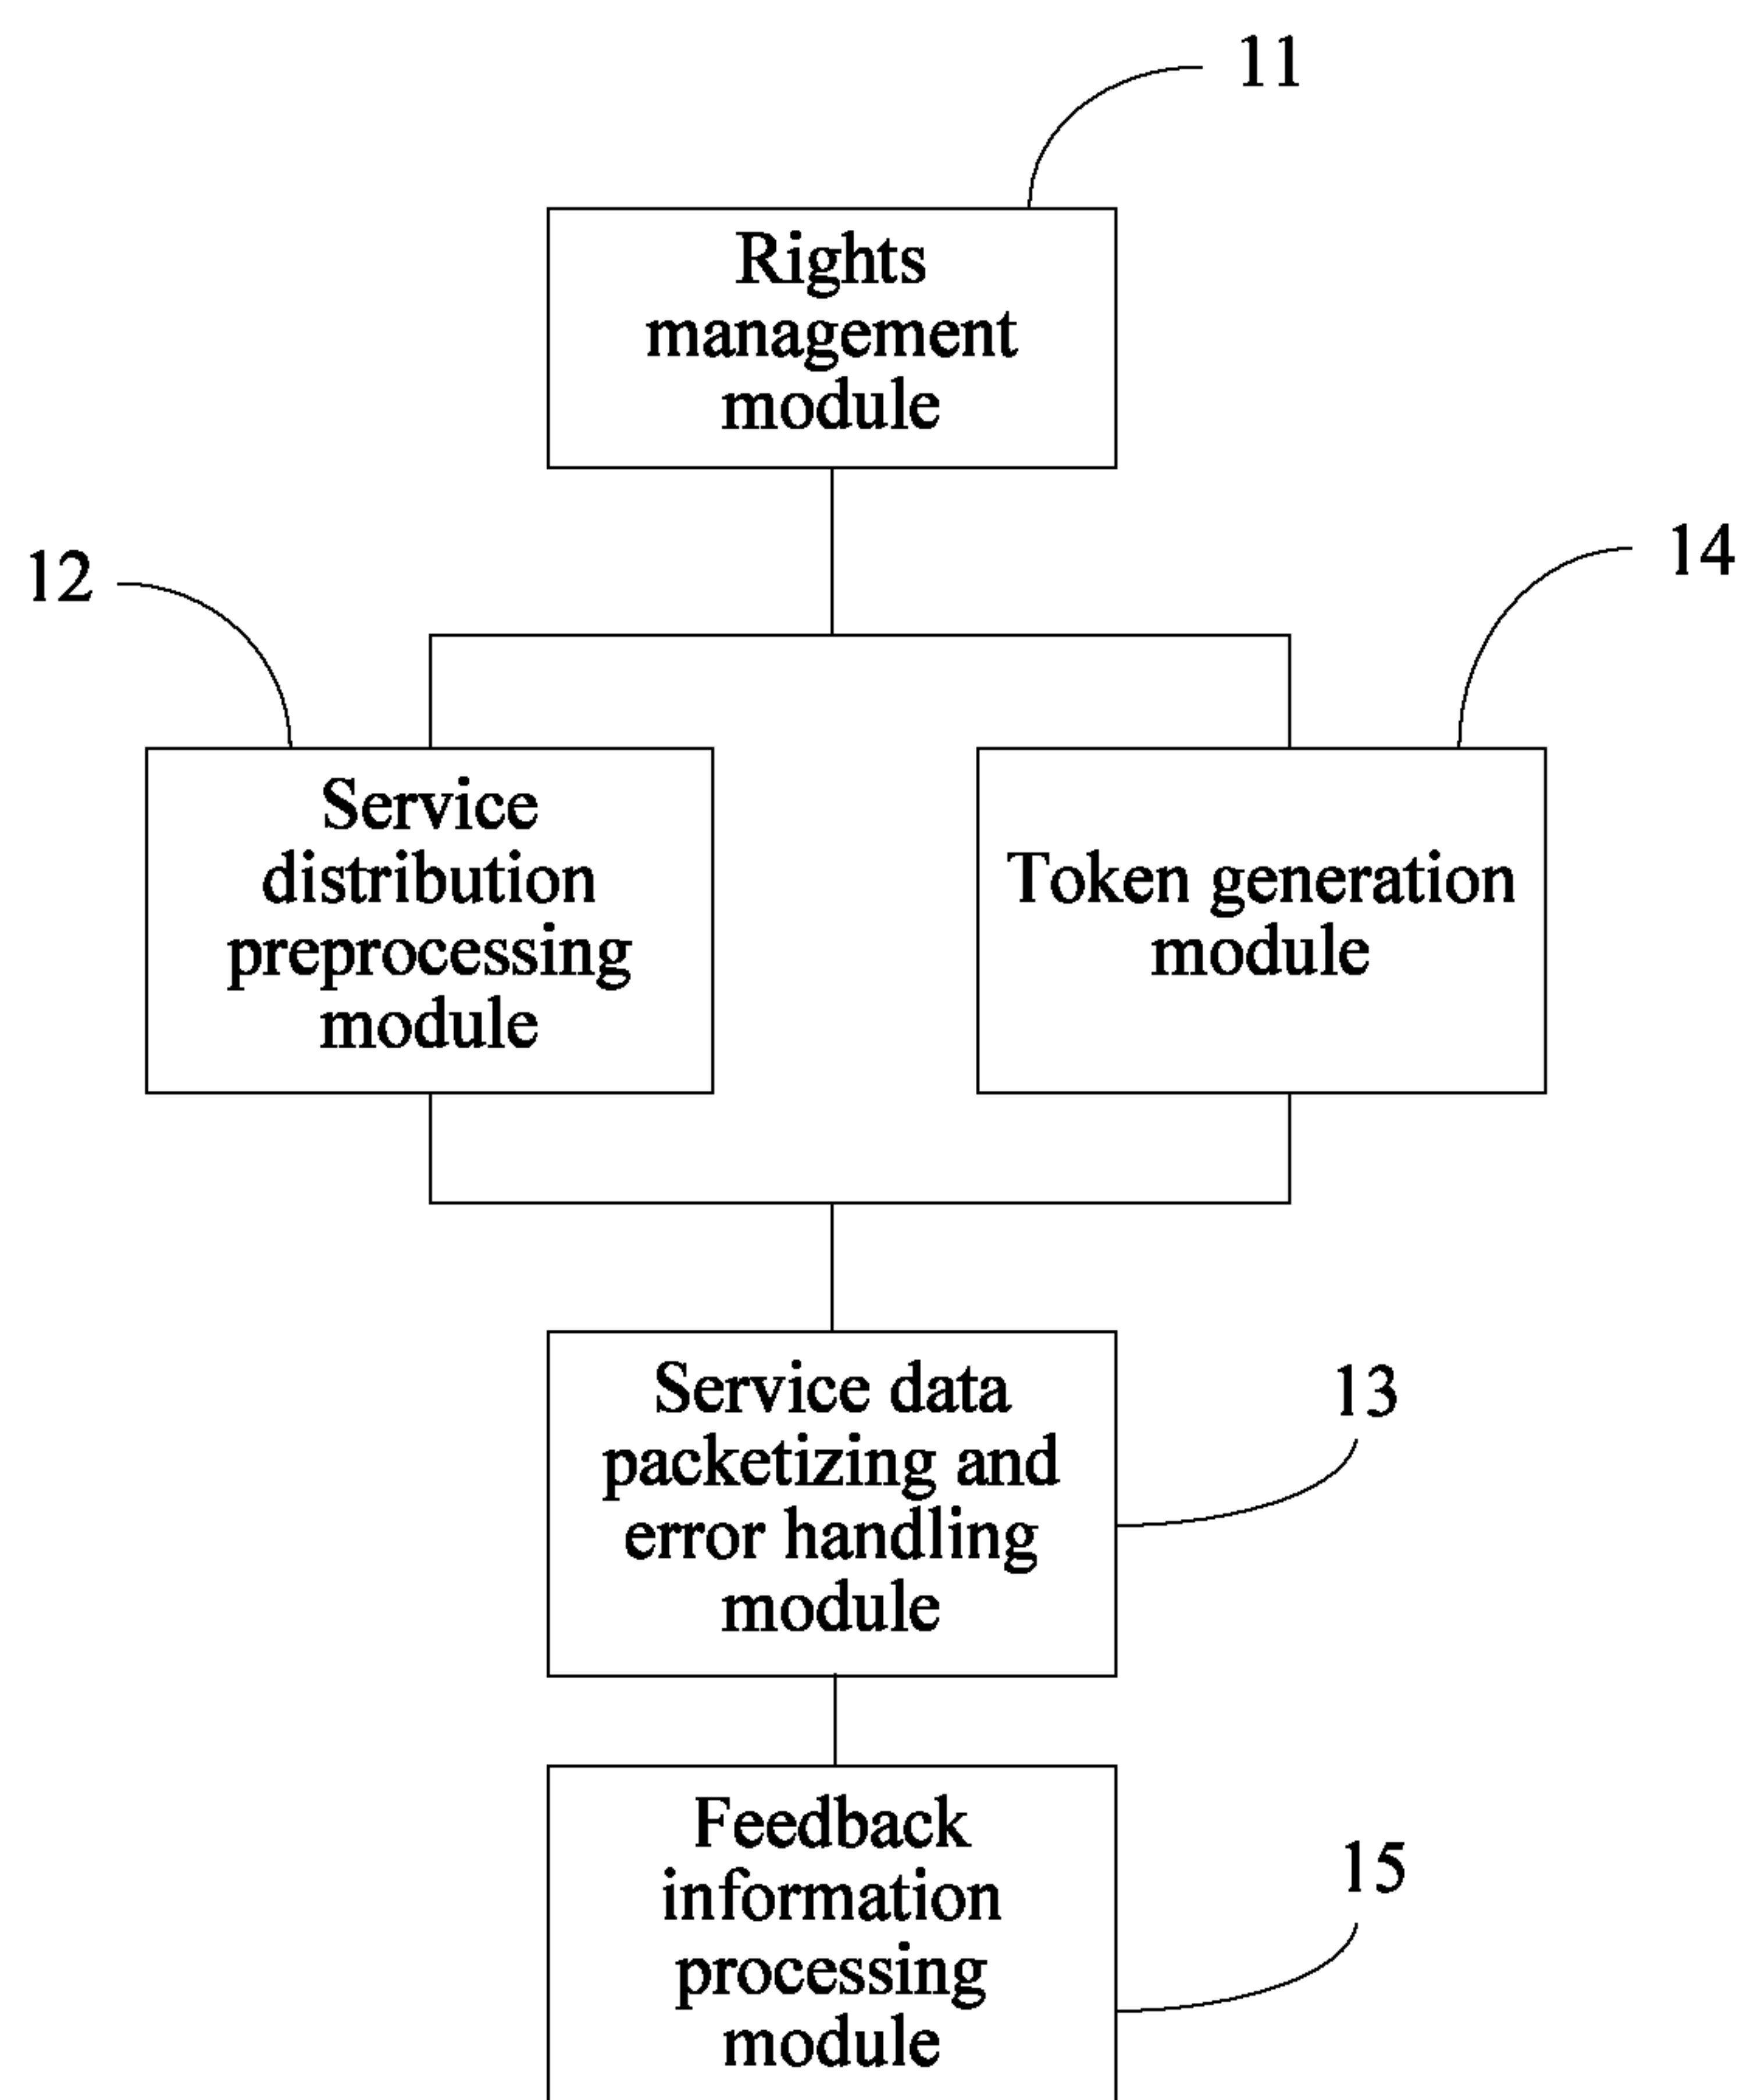 11
Rights
management
module
12
14
Service
distribution
preprocessing
module
Token generation
module
Service data
packetizing and
error handling
module
13
Feedback
information
processing
module
15